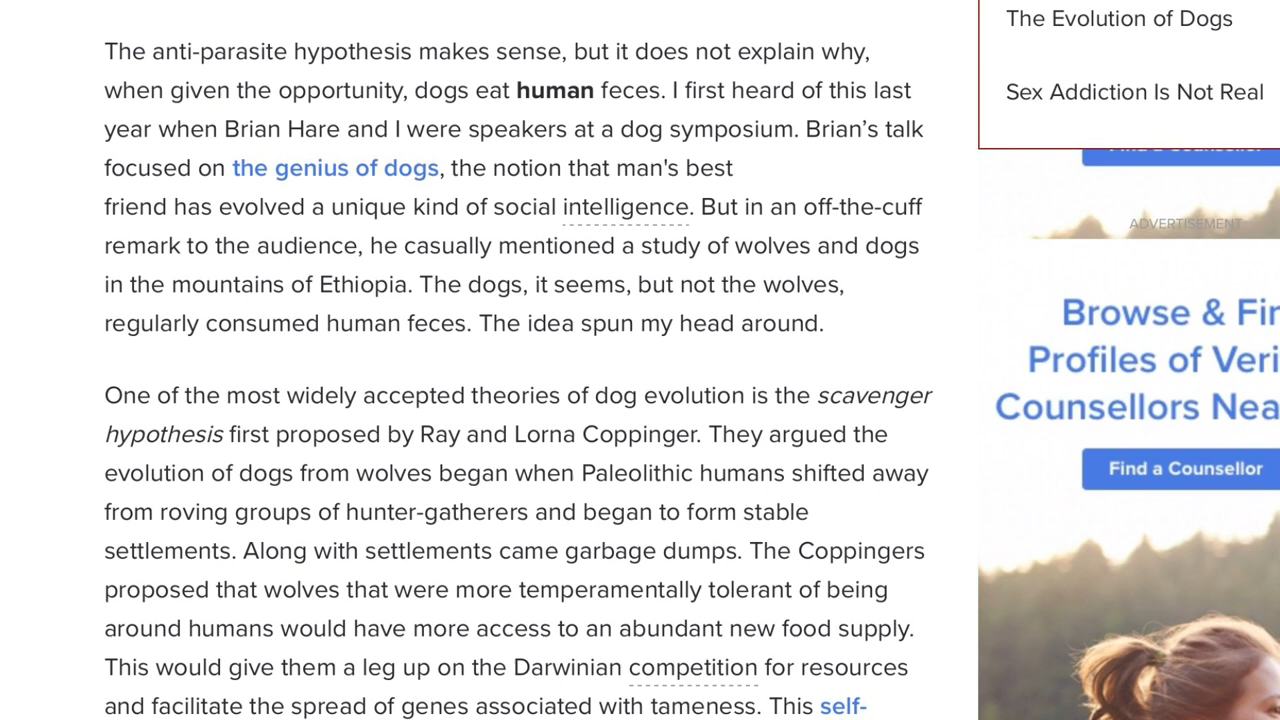 The anti-parasite hypothesis makes sense, but it does not explain why,
when given the opportunity, dogs eat human feces. I first heard of this last
year when Brian Hare and I were speakers at a dog symposium. Brian’s talk
focused on the genius of dogs, the notion that man's best
friend has evolved a unique kind of social intelligence. But in an off-the-cuff
remark to the audience, he casually mentioned a study of wolves and dogs
in the mountains of Ethiopia. The dogs, it seems, but not the wolves,
regularly consumed human feces. The idea spun my head around.
One of the most widely accepted theories of dog evolution is the scavenger
hypothesis first proposed by Ray and Lorna Coppinger. They argued the
evolution of dogs from wolves began when Paleolithic humans shifted away
from roving groups of hunter-gatherers and began to form stable
settlements. Along with settlements came garbage dumps. The Coppingers
proposed that wolves that were more temperamentally tolerant of being
around humans would have more access to an abundant new food supply.
This would give them a leg up on the Darwinian competition for resources
and facilitate the spread of genes associated with tameness. This self-
The Evolution of Dogs
Sex Addiction Is Not Real
ADVERTISEMENT
Browse & Fi
Profiles of Veri
Counsellors Nea
Find a Counsellor